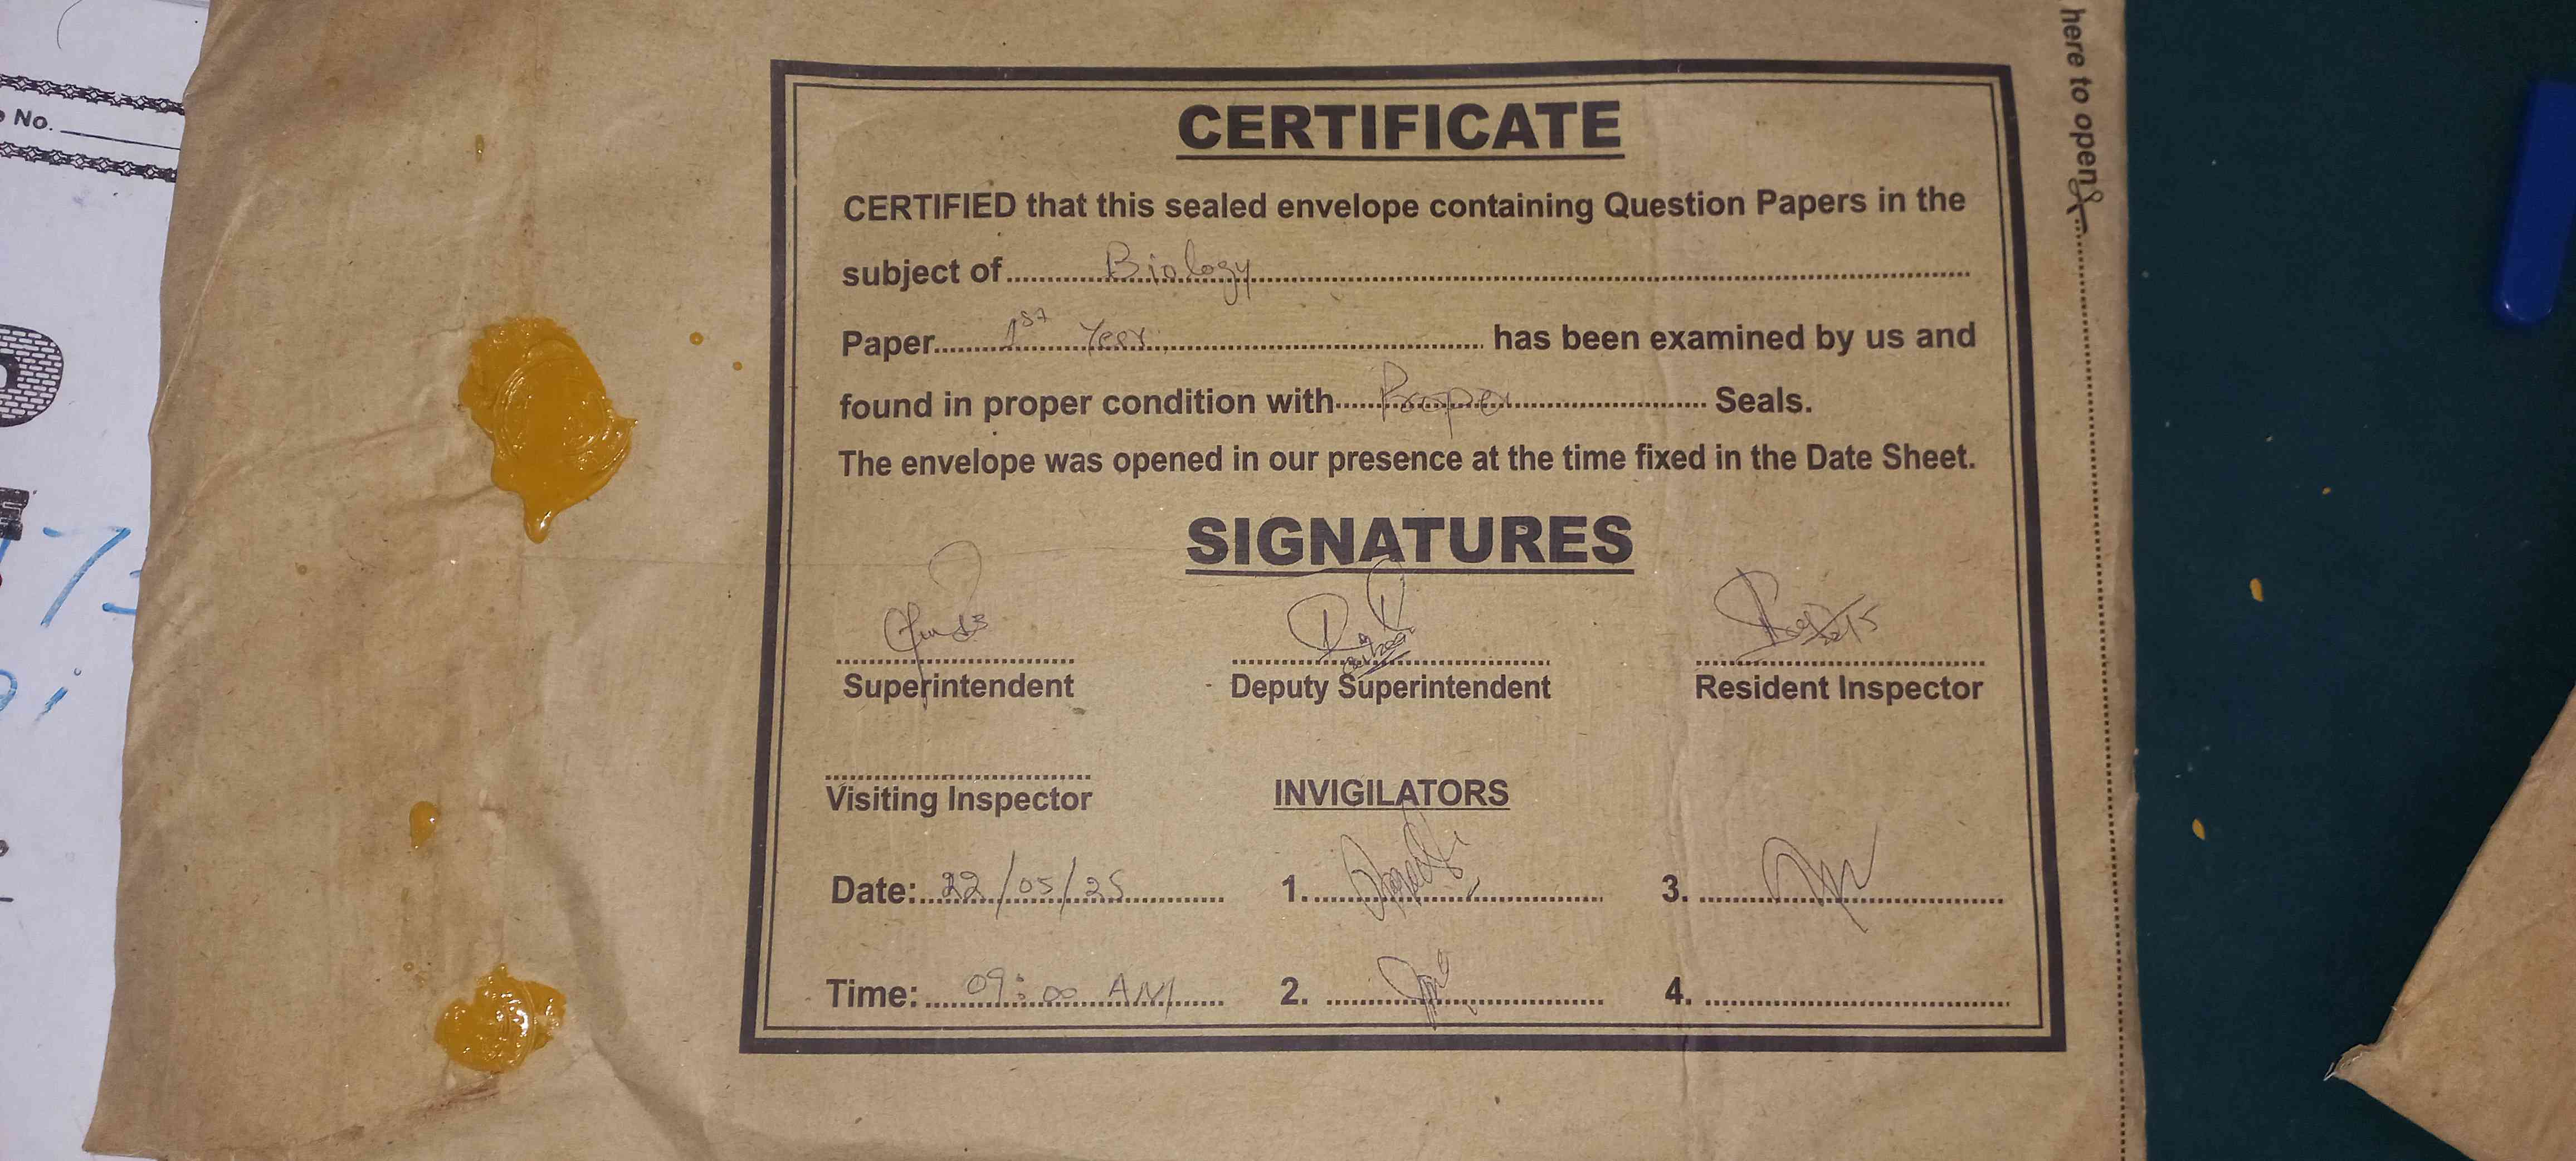 here to open
No.
CERTIFICATE
CERTIFIED that this sealed envelope containing Question Papers in the
subject of Biology
Paper 1st Year has been examined by us and
found in proper condition with Proper Seals.
The envelope was opened in our presence at the time fixed in the Date Sheet.
SIGNATURES
Superintendent Deputy Superintendent Resident Inspector
Visiting Inspector INVIGILATORS
Date: 22/05/25 1. 3.
Time: 09:00 AM 2. 4.